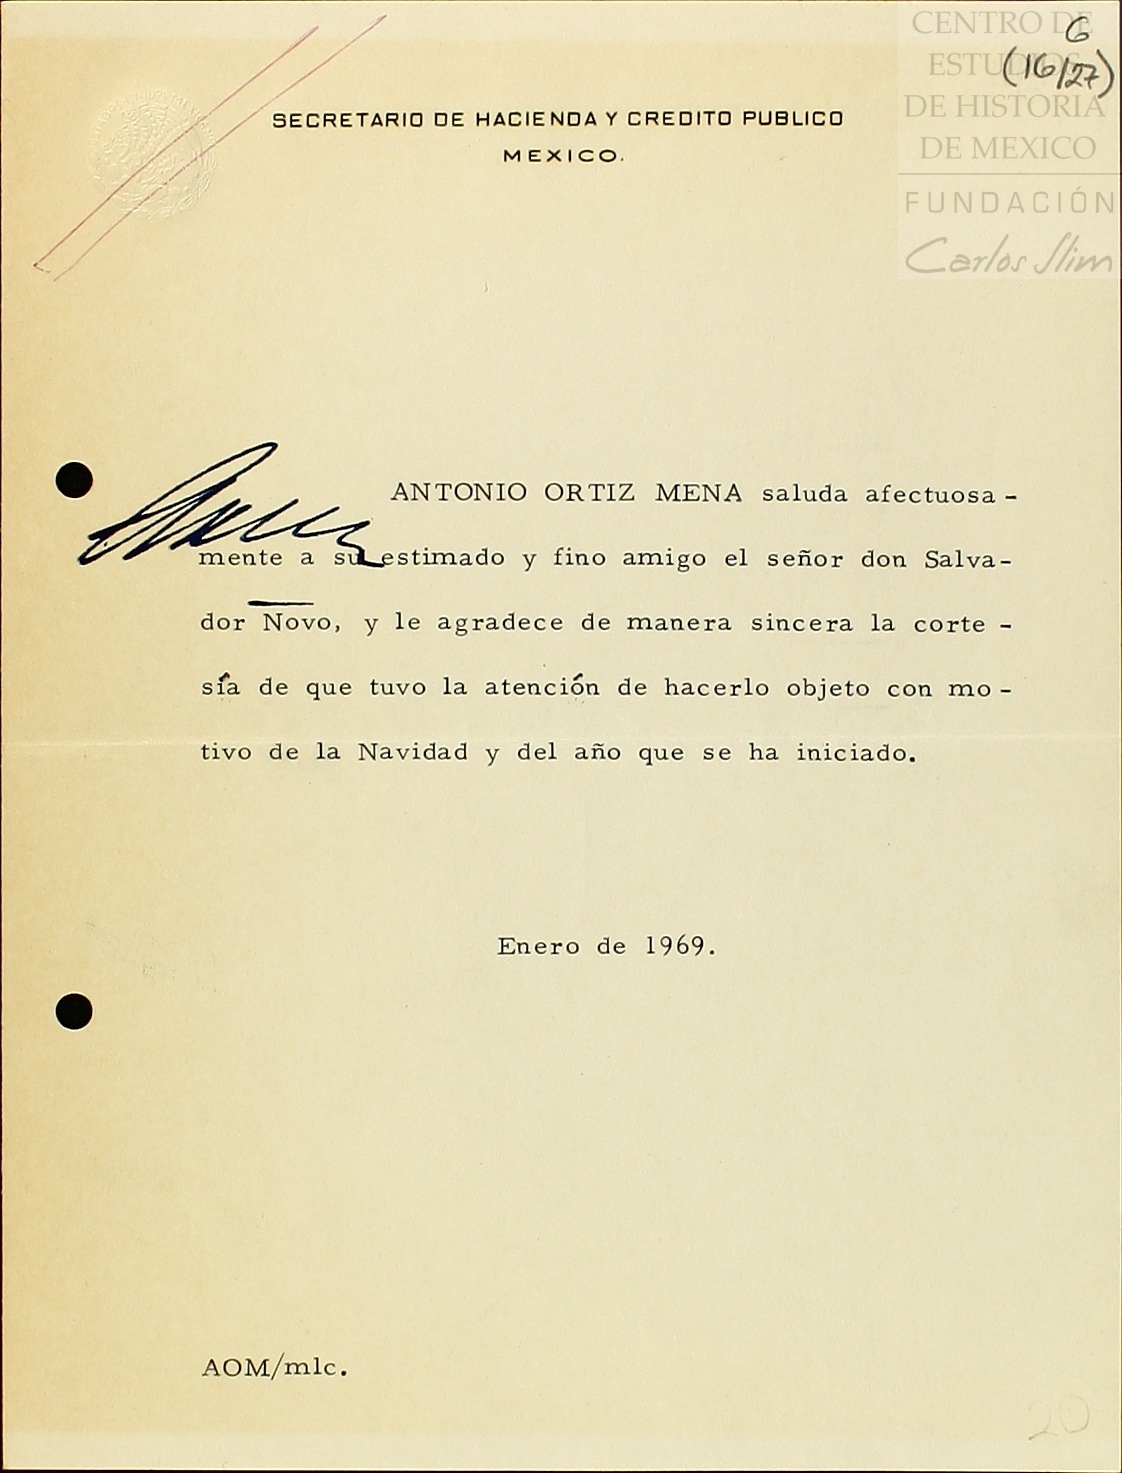 CENTRO DE
ESTUDIOS
DE HISTORIA
DE MEXICO
FUNDACIÓN
Carlos Slim
6
(16/27)
SECRETARIO DE HACIENDA Y CREDITO PUBLICO
MEXICO.
ANTONIO ORTIZ MENA saluda afectuosa-
mente a su estimado y fino amigo el señor don Salva-
dor Novo, y le agradece de manera sincera la corte-
sía de que tuvo la atención de hacerlo objeto con mo-
tivo de la Navidad y del año que se ha iniciado.
Enero de 1969.
AOM/mlc.
20